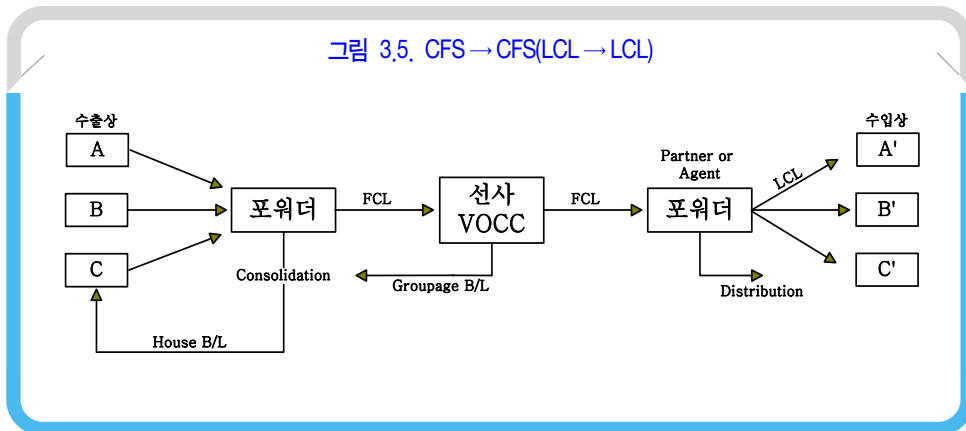 그림 3.5. CFS → CFS(LCL → LCL)
수출상
수입상
A
A'
Partner or
Agent
LCL
B
포워더
FCL
선사
VOCC
FCL
포워더
B'
C
Consolidation
Groupage B/L
Distribution
C'
House B/L